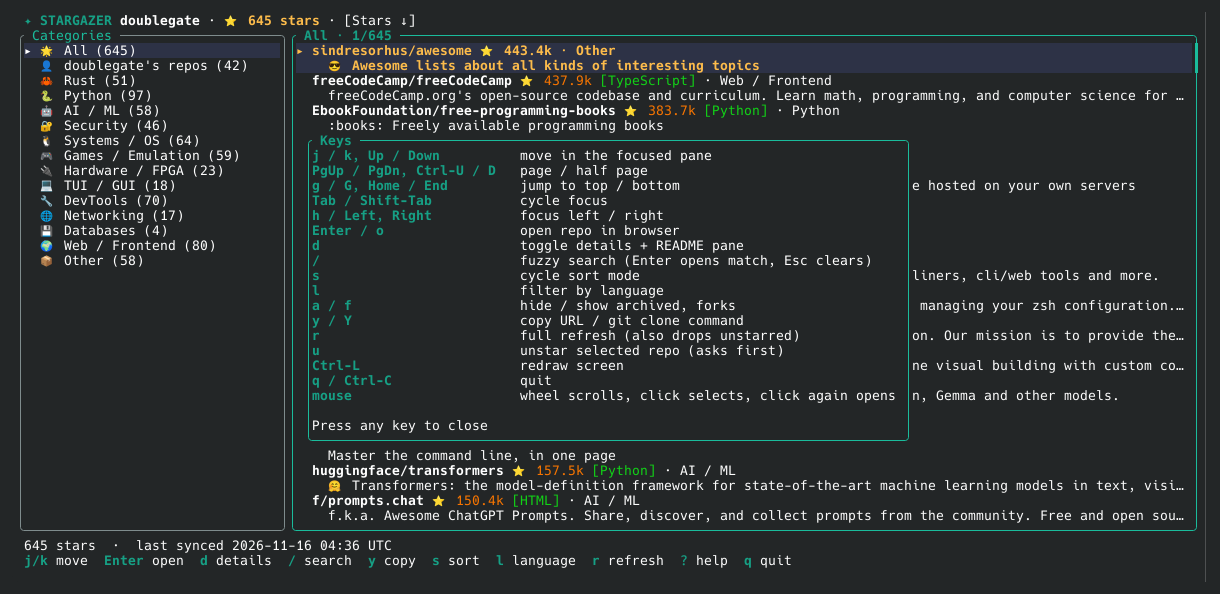 ✦ STARGAZER doublegate · ⭐ 645 stars · [Stars ↓]
Categories
▸ 🌟 All (645)
👤 doublegate's repos (42)
🦀 Rust (51)
🐍 Python (97)
🤖 AI / ML (58)
🔐 Security (46)
🐧 Systems / OS (64)
🎮 Games / Emulation (59)
🔌 Hardware / FPGA (23)
💻 TUI / GUI (18)
🔧 DevTools (70)
🌐 Networking (17)
💾 Databases (4)
🌍 Web / Frontend (80)
📦 Other (58)
All · 1/645
▸ sindresorhus/awesome ⭐ 443.4k · Other
😎 Awesome lists about all kinds of interesting topics
freeCodeCamp/freeCodeCamp ⭐ 437.9k [TypeScript] · Web / Frontend
freeCodeCamp.org's open-source codebase and curriculum. Learn math, programming, and computer science for …
EbookFoundation/free-programming-books ⭐ 383.7k [Python] · Python
:books: Freely available programming books
Keys
j / k, Up / Down move in the focused pane
PgUp / PgDn, Ctrl-U / D page / half page
g / G, Home / End jump to top / bottom
Tab / Shift-Tab cycle focus
h / Left, Right focus left / right
Enter / o open repo in browser
d toggle details + README pane
/ fuzzy search (Enter opens match, Esc clears)
s cycle sort mode
l filter by language
a / f hide / show archived, forks
y / Y copy URL / git clone command
r full refresh (also drops unstarred)
u unstar selected repo (asks first)
Ctrl-L redraw screen
q / Ctrl-C quit
mouse wheel scrolls, click selects, click again opens
Press any key to close
e hosted on your own servers
liners, cli/web tools and more.
managing your zsh configuration.…
on. Our mission is to provide the…
ne visual building with custom co…
n, Gemma and other models.
Master the command line, in one page
huggingface/transformers ⭐ 157.5k [Python] · AI / ML
🤗 Transformers: the model-definition framework for state-of-the-art machine learning models in text, visi…
f/prompts.chat ⭐ 150.4k [HTML] · AI / ML
f.k.a. Awesome ChatGPT Prompts. Share, discover, and collect prompts from the community. Free and open sou…
645 stars · last synced 2026-11-16 04:36 UTC
j/k move Enter open d details / search y copy s sort l language r refresh ? help q quit